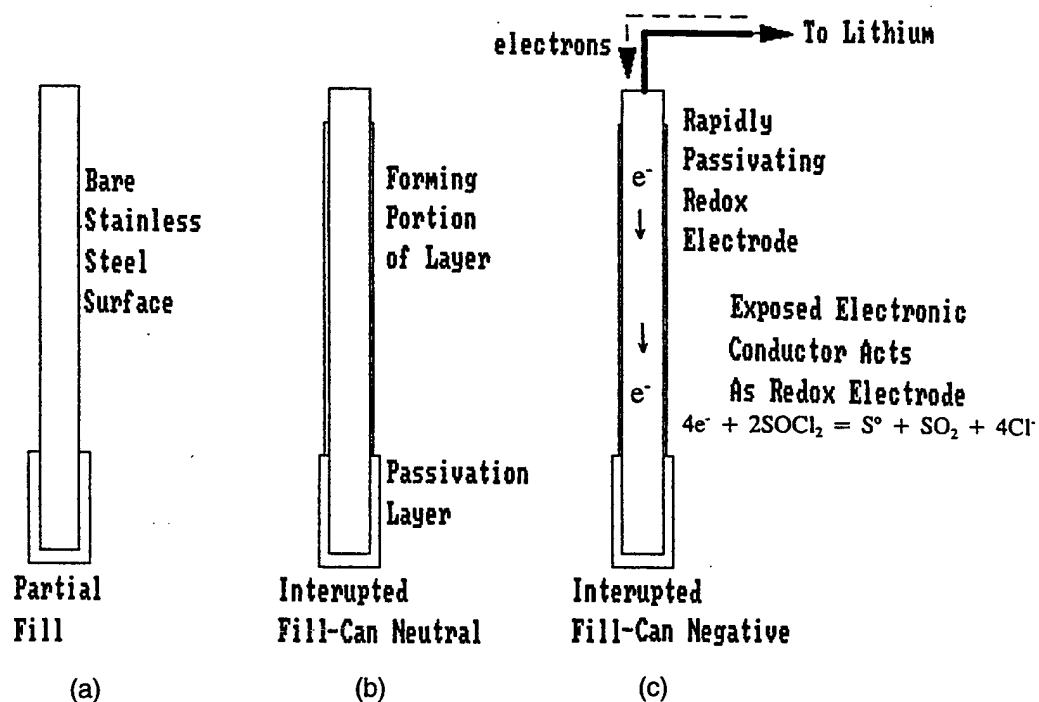 electrons
To Lithium
Bare
Stainless
Steel
Surface
Forming
Portion
of Layer
e⁻
Rapidly
Passivating
Redox
Electrode
Exposed Electronic
Conductor Acts
As Redox Electrode
e⁻
4e⁻ + 2SOCl₂ = S° + SO₂ + 4Cl⁻
Passivation
Layer
Partial
Fill
Interupted
Fill-Can Neutral
Interupted
Fill-Can Negative
(a)
(b)
(c)